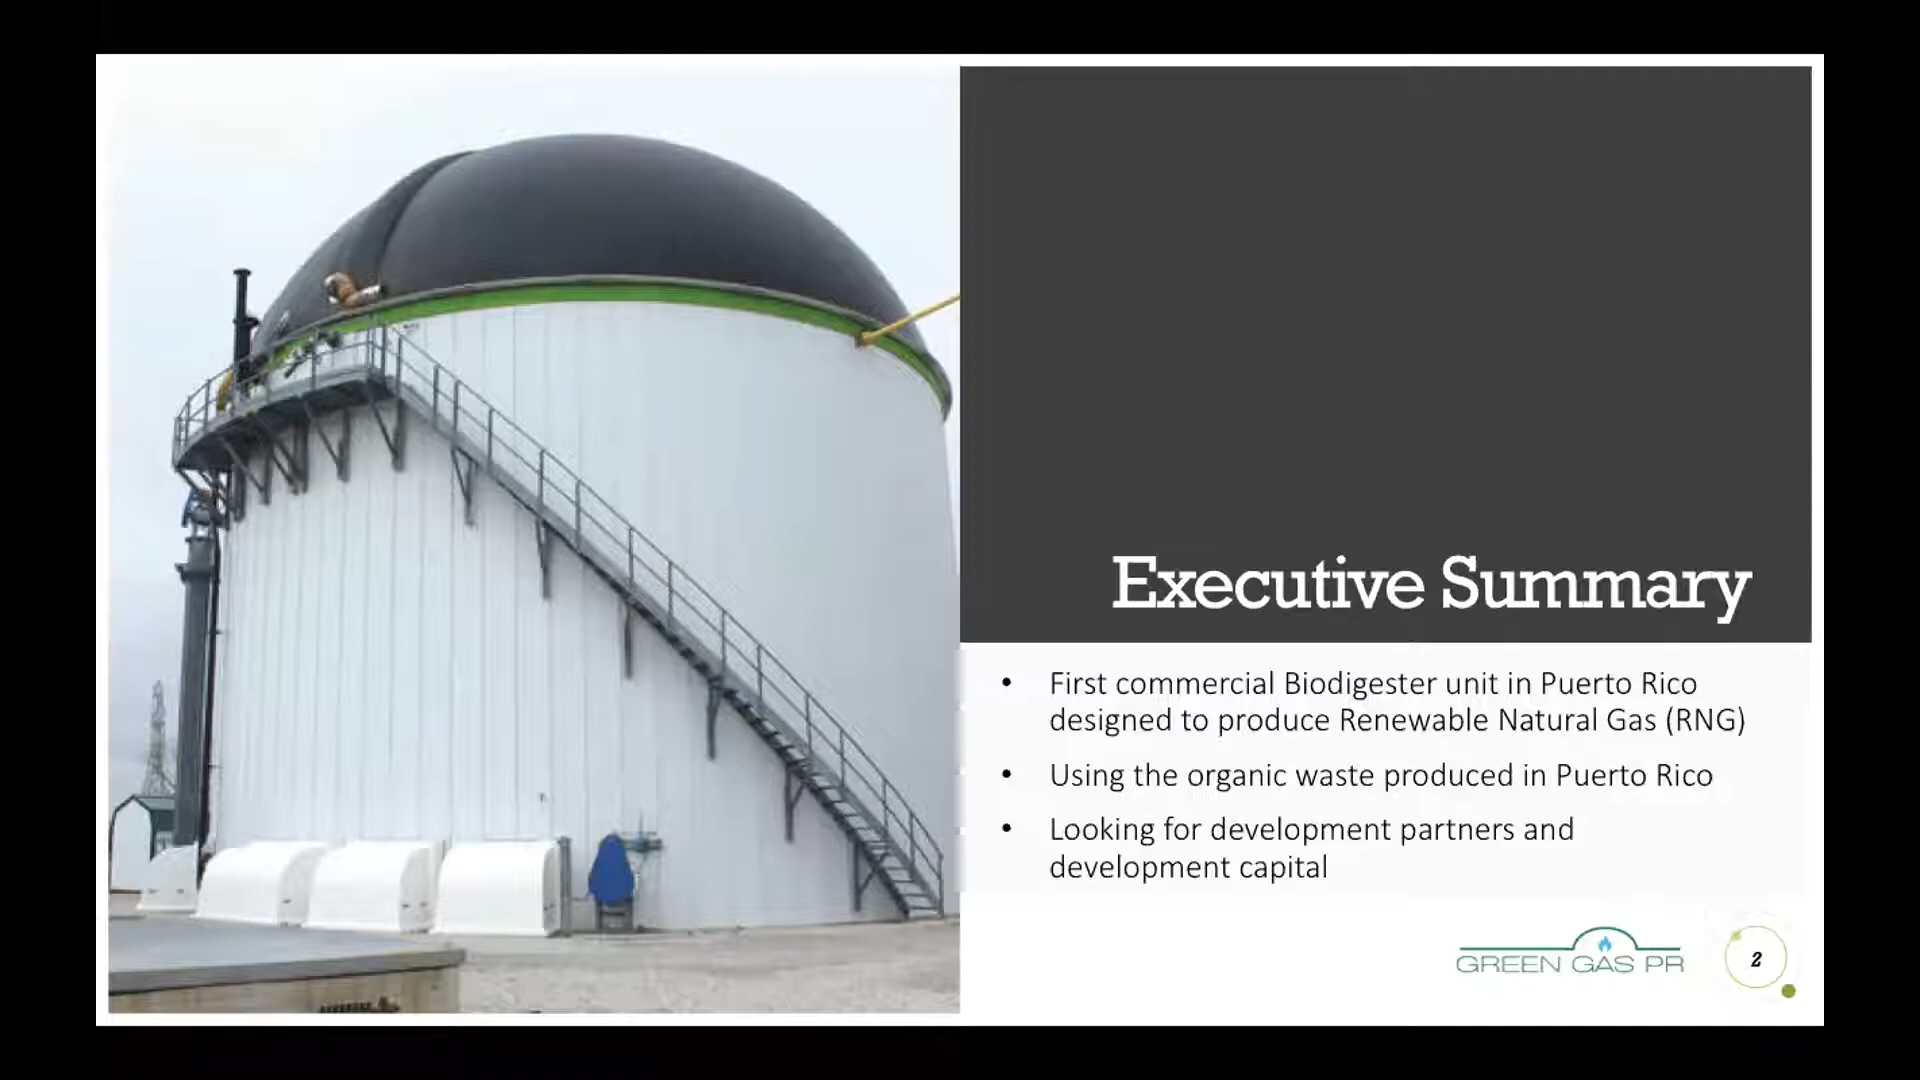 Executive Summary
• First commercial Biodigester unit in Puerto Rico
designed to produce Renewable Natural Gas (RNG)
• Using the organic waste produced in Puerto Rico
• Looking for development partners and
development capital
GREEN GAS PR
2